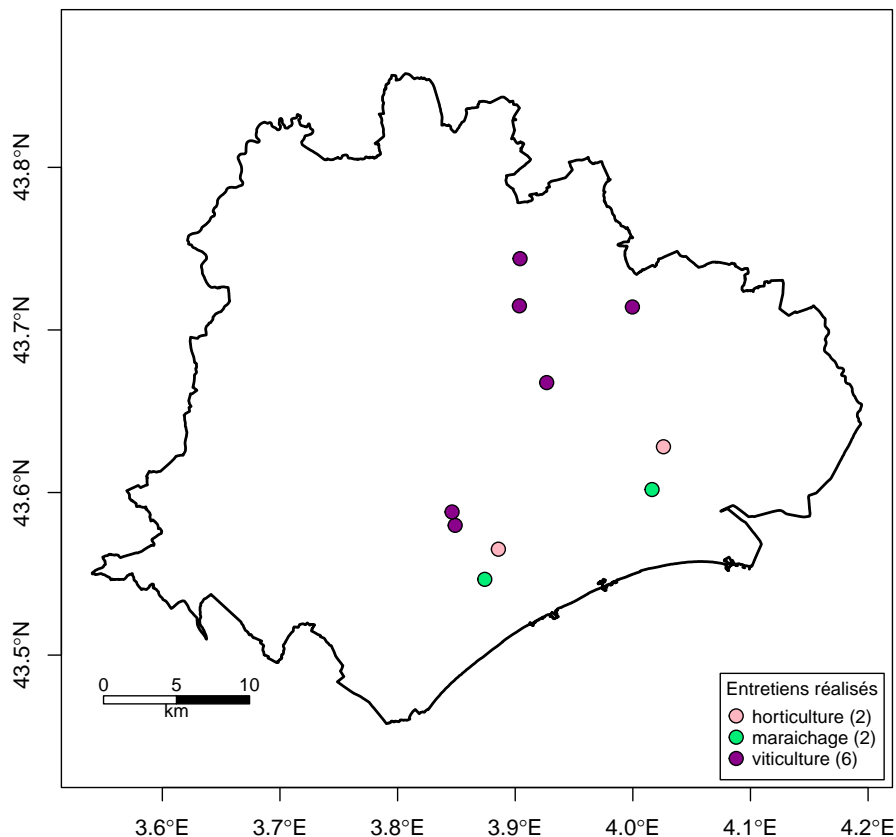 43.8°N
43.7°N
43.6°N
43.5°N
0 5 10
km
Entretiens réalisés
horticulture (2)
maraichage (2)
viticulture (6)
3.6°E 3.7°E 3.8°E 3.9°E 4.0°E 4.1°E 4.2°E